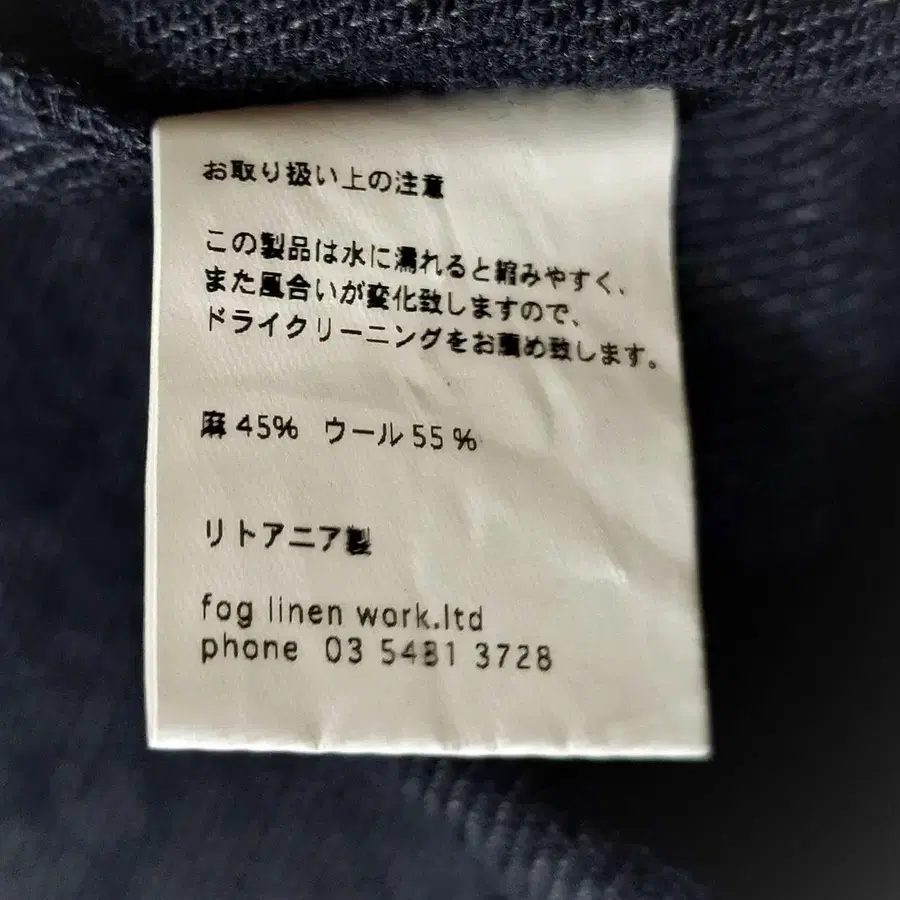 お取り扱い上の注意
この製品は水に濡れると縮みやすく、
また風合いが変化致しますので、
ドライクリーニングをお薦め致します。
麻 45% ウール 55 %
リトアニア製
fog linen work.ltd
phone 03 5481 3728